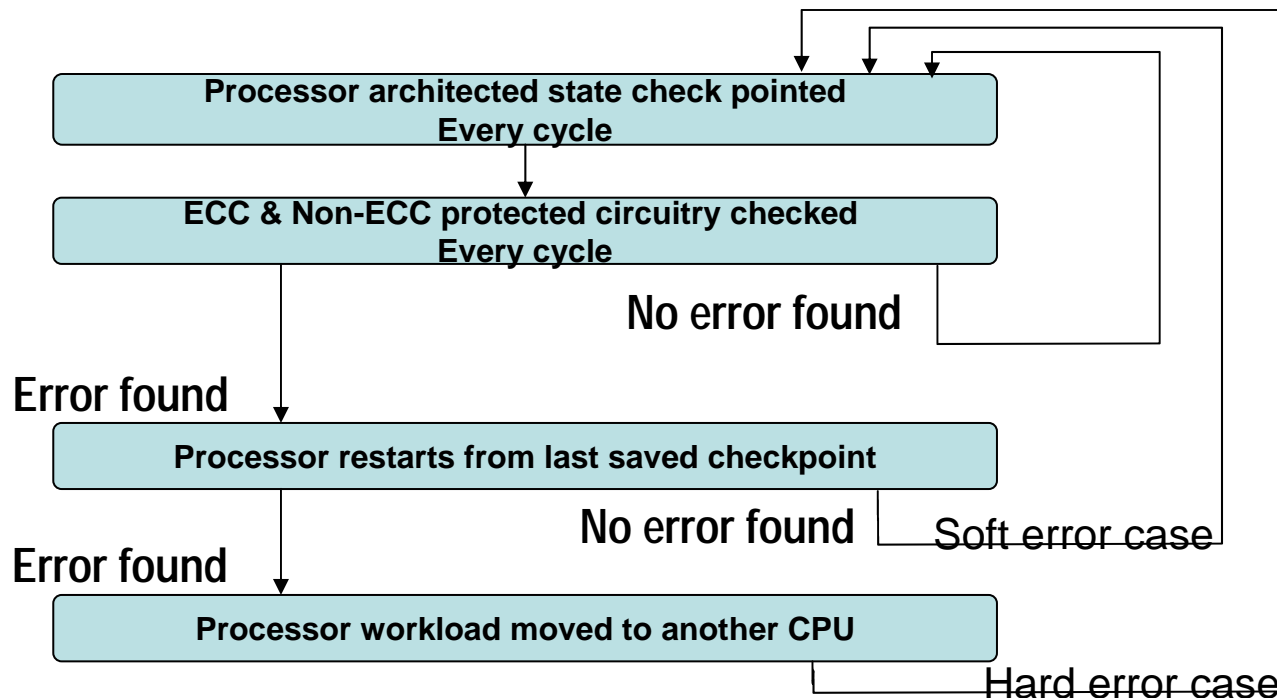 Processor architected state check pointed
Every cycle
ECC & Non-ECC protected circuitry checked
Every cycle
No error found
Error found
Processor restarts from last saved checkpoint
No error found
Soft error case
Error found
Processor workload moved to another CPU
Hard error case